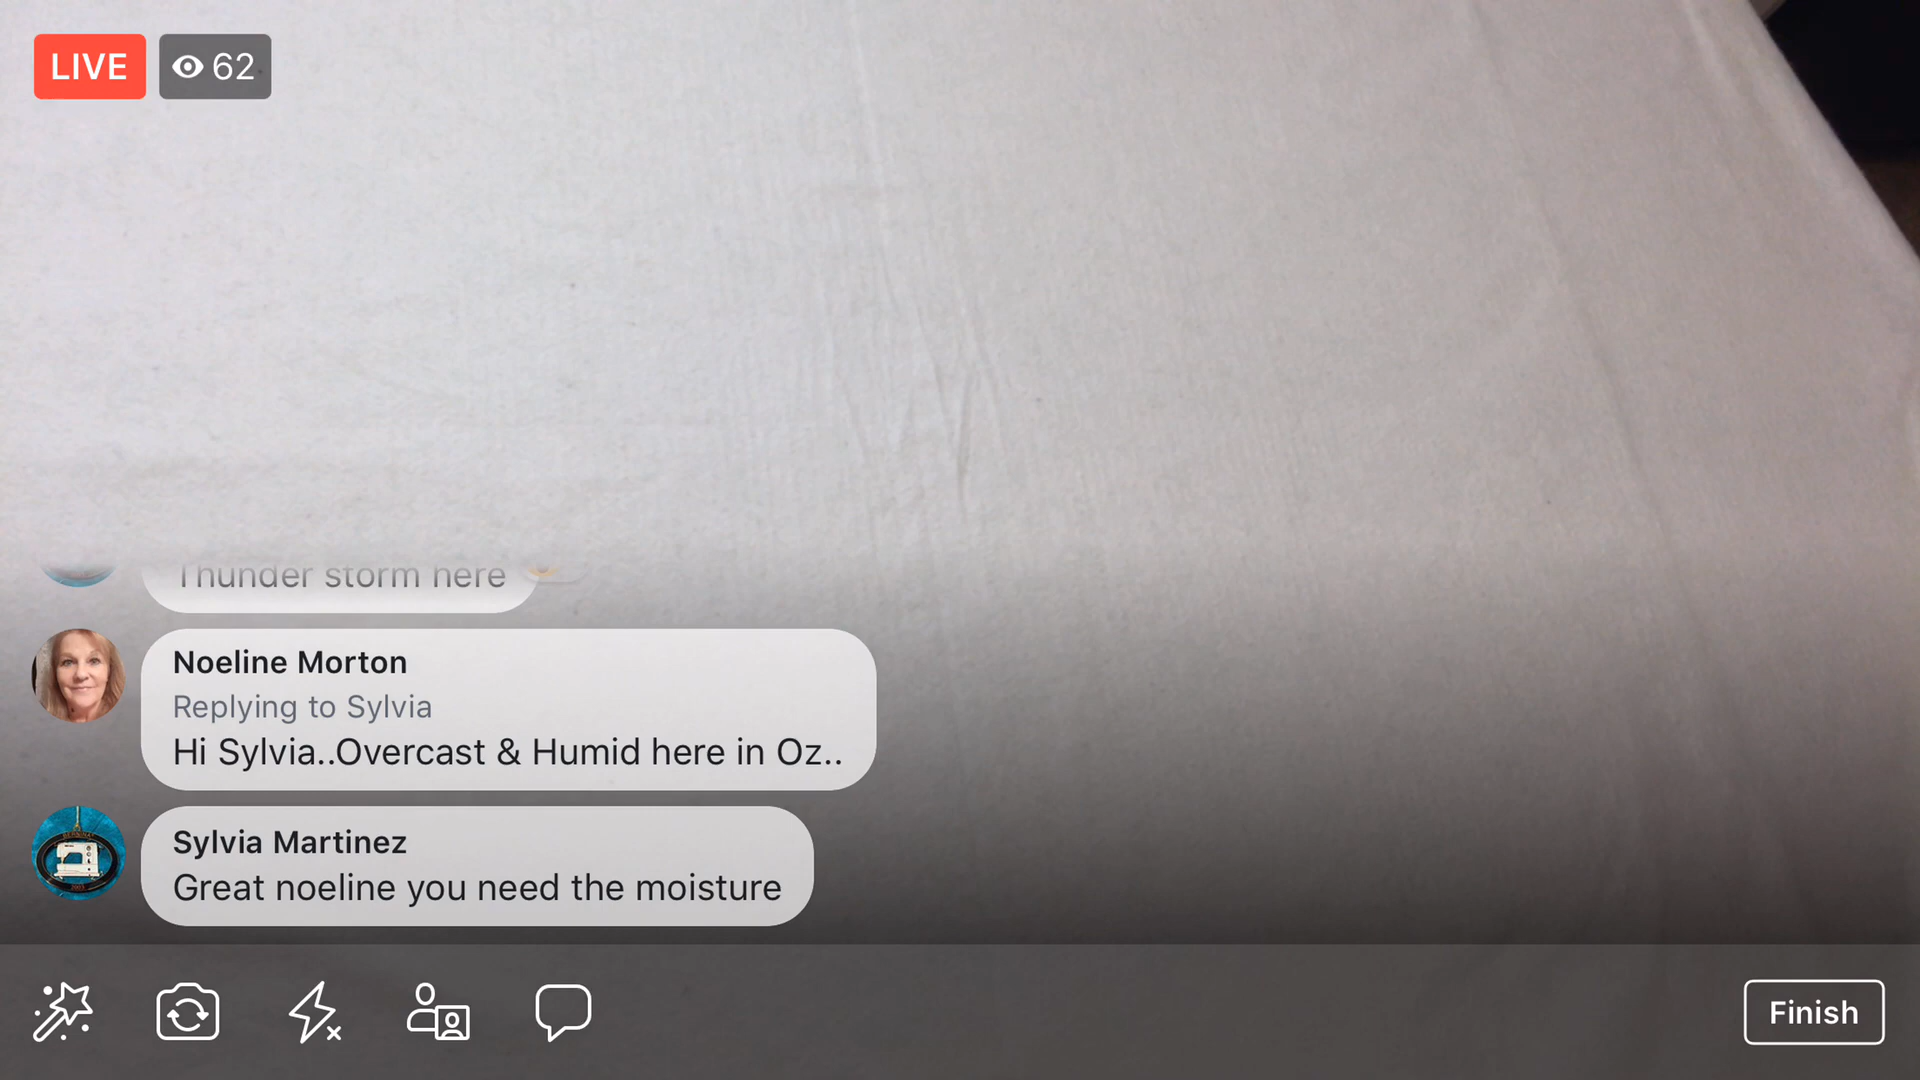 LIVE 62
Thunder storm here
Noeline Morton
Replying to Sylvia
Hi Sylvia..Overcast & Humid here in Oz..
Sylvia Martinez
Great noeline you need the moisture
Finish